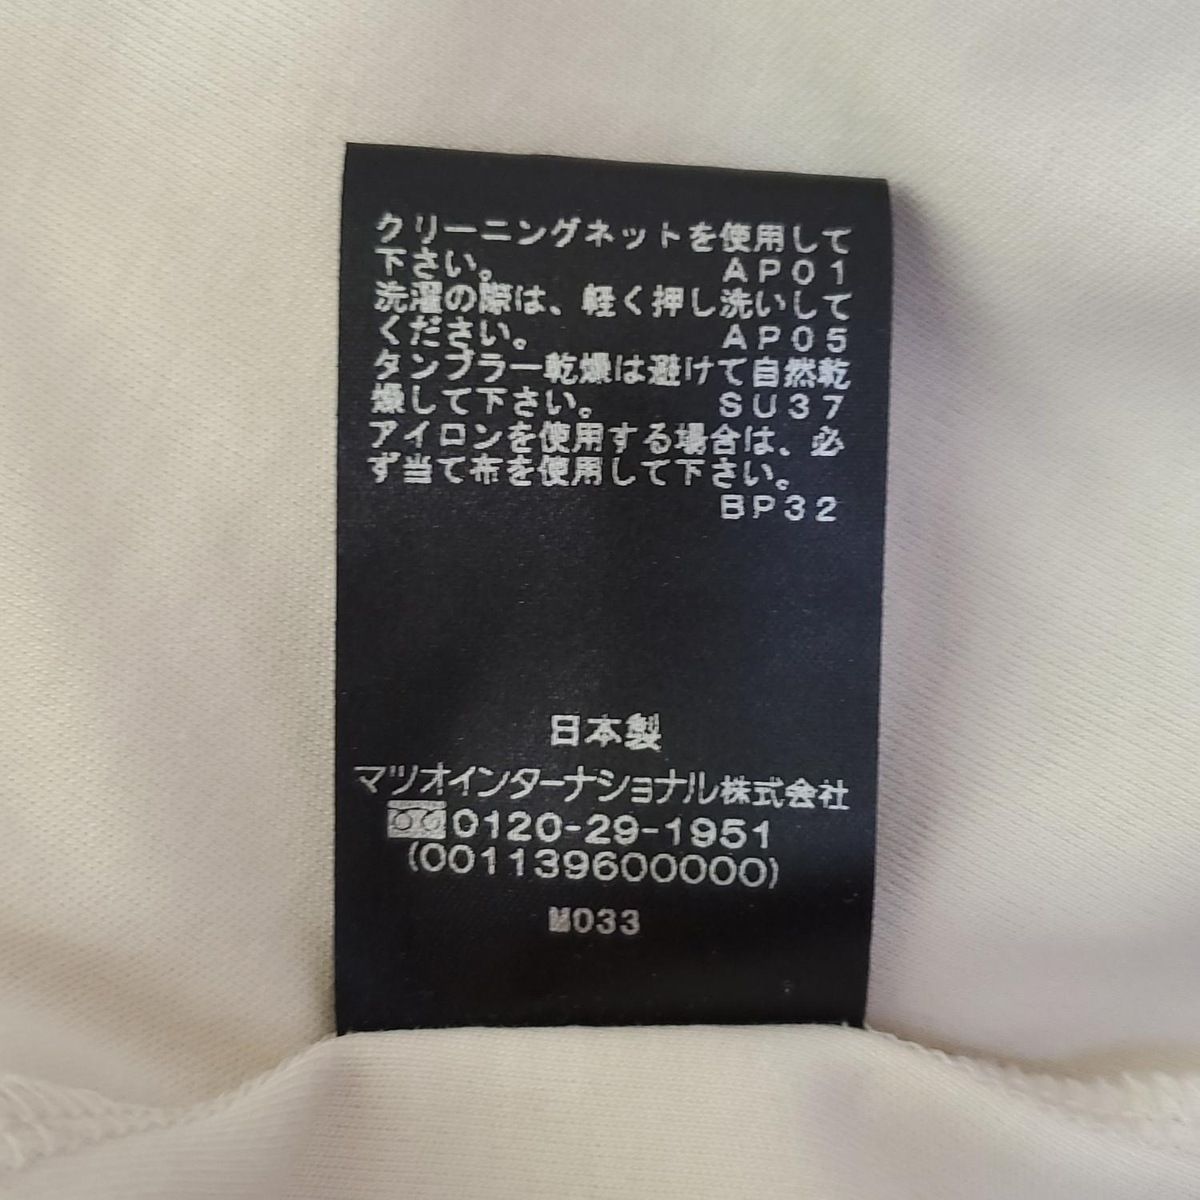 クリーニングネットを使用して
下さい。 AP01
洗濯の際は、軽く押し洗いして
ください。 AP05
タンブラー乾燥は避けて自然乾
燥して下さい。 SU37
アイロンを使用する場合は、必
ず当て布を使用して下さい。
BP32
日本製
マツオインターナショナル株式会社
0120-29-1951
(001139600000)
M033